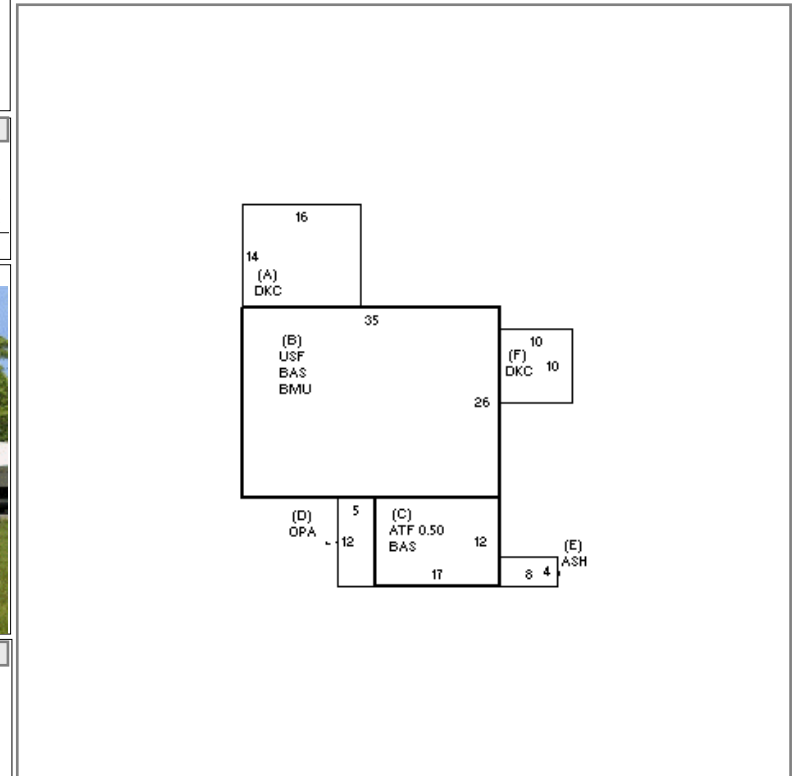 16
14
(A)
DKC
35
(B)
USF
BAS
BMU
10
(F)
DKC 10
26
5
(D)
OPA
12
(C)
ATF 0.50
BAS
12
17
(E)
ASH
8 4